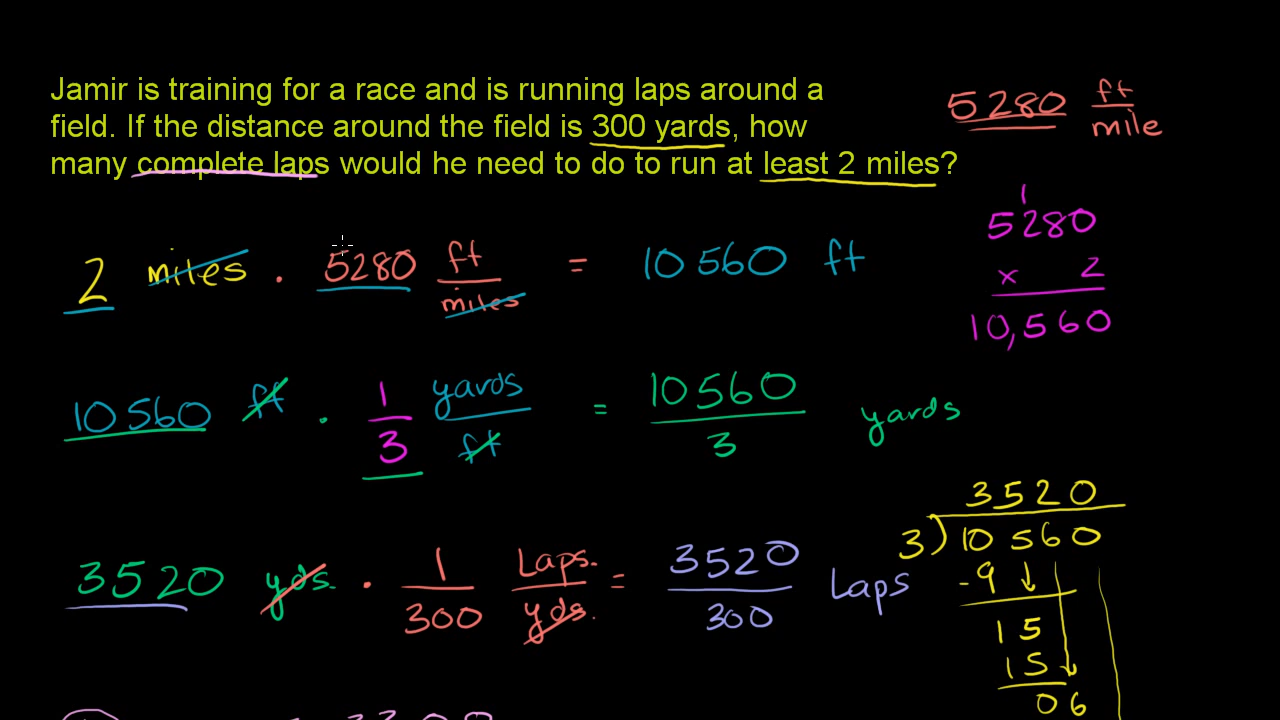 Jamir is training for a race and is running laps around a
field. If the distance around the field is 300 yards, how
many complete laps would he need to do to run at least 2 miles?
5280 ft/mile
2 miles · 5280 ft/miles = 10560 ft
1
5280
x 2
10,560
10560 ft · 1/3 yards/ft = 10560/3 yards
3520 yds. · 1/300 Laps./yds. = 3520/300 Laps
3520
3)10560
-9
15
15
06